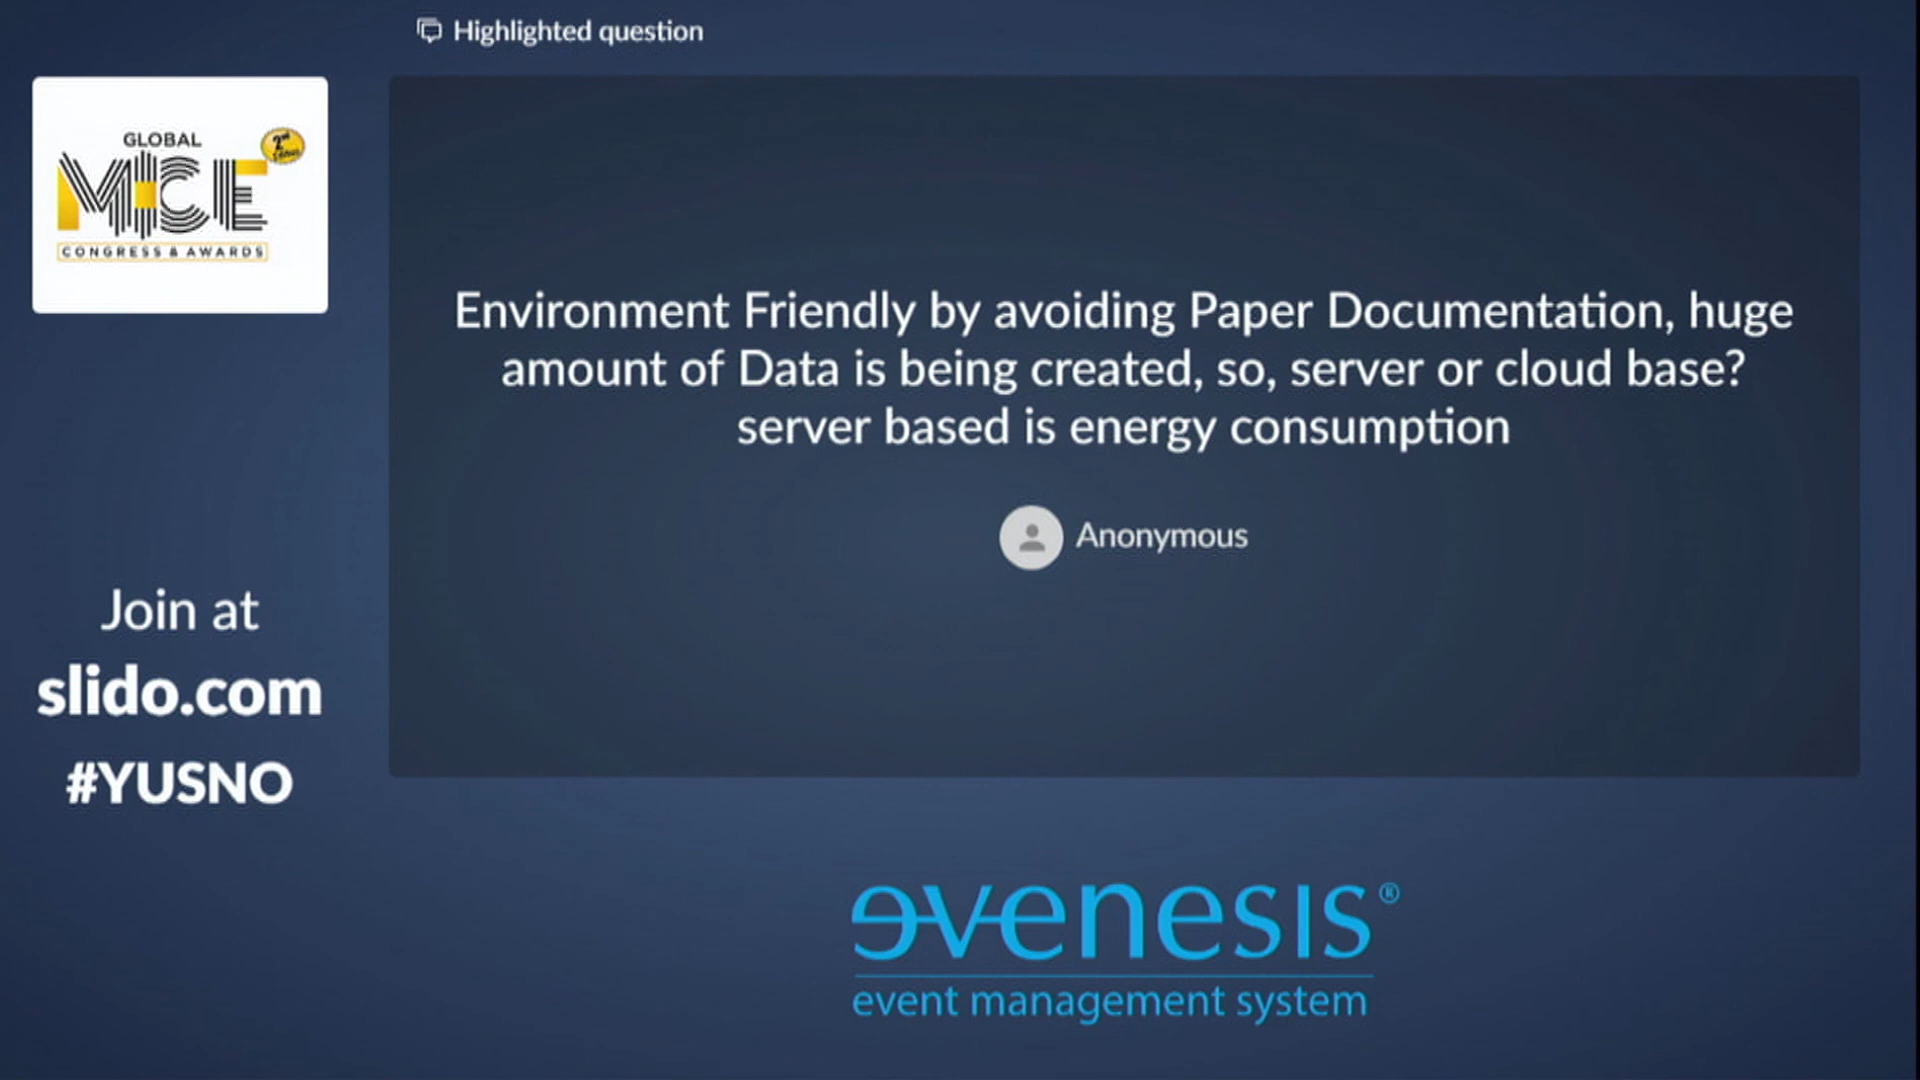 Highlighted question
GLOBAL
MICE
2nd
CONGRESS & AWARDS
Environment Friendly by avoiding Paper Documentation, huge
amount of Data is being created, so, server or cloud base?
server based is energy consumption
Anonymous
Join at
slido.com
#YUSNO
evenesis®
event management system